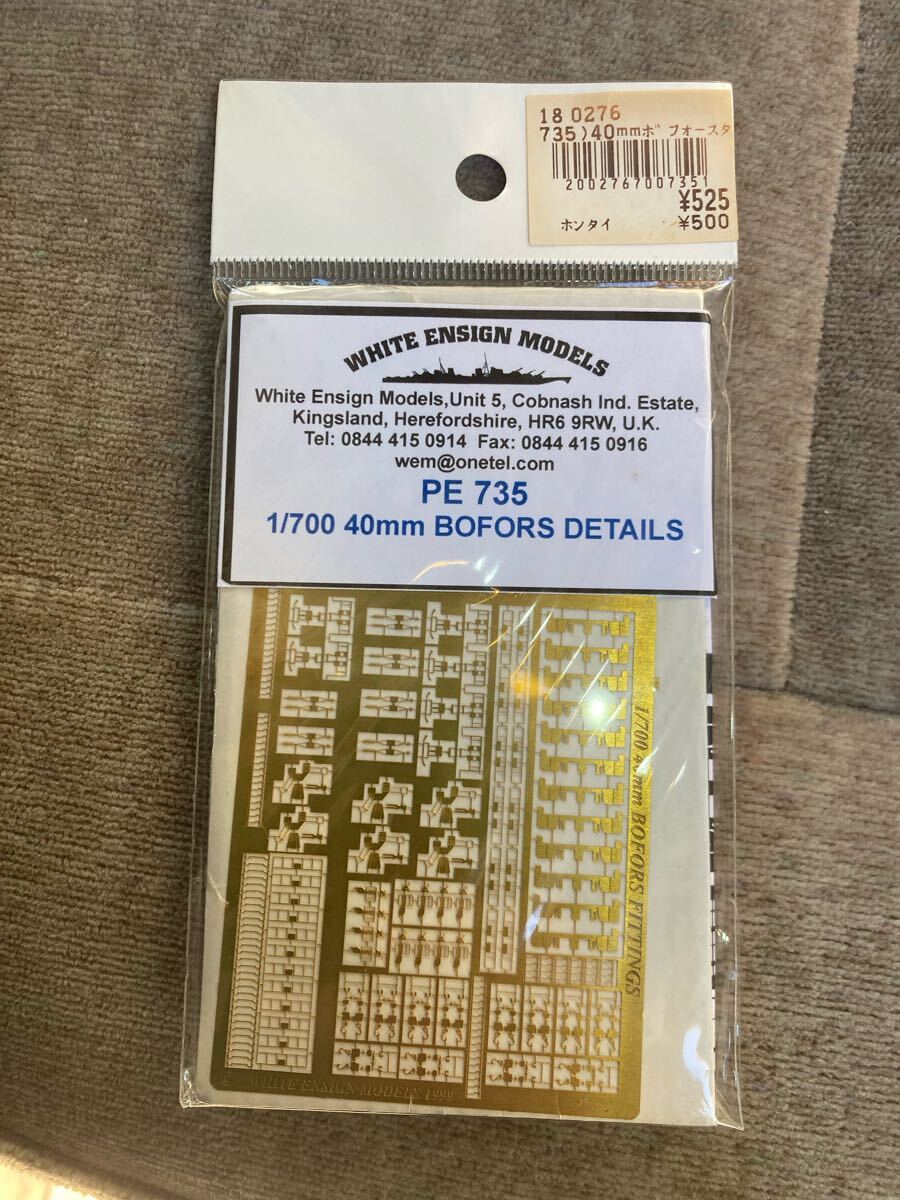 18 0276
735)40mmボフォースタ
2002767007351
¥525
ホンタイ ¥500
WHITE ENSIGN MODELS
White Ensign Models,Unit 5, Cobnash Ind. Estate,
Kingsland, Herefordshire, HR6 9RW, U.K.
Tel: 0844 415 0914 Fax: 0844 415 0916
wem@onetel.com
PE 735
1/700 40mm BOFORS DETAILS
1/700 40mm BOFORS FITTINGS
WHITE ENSIGN MODELS 1999